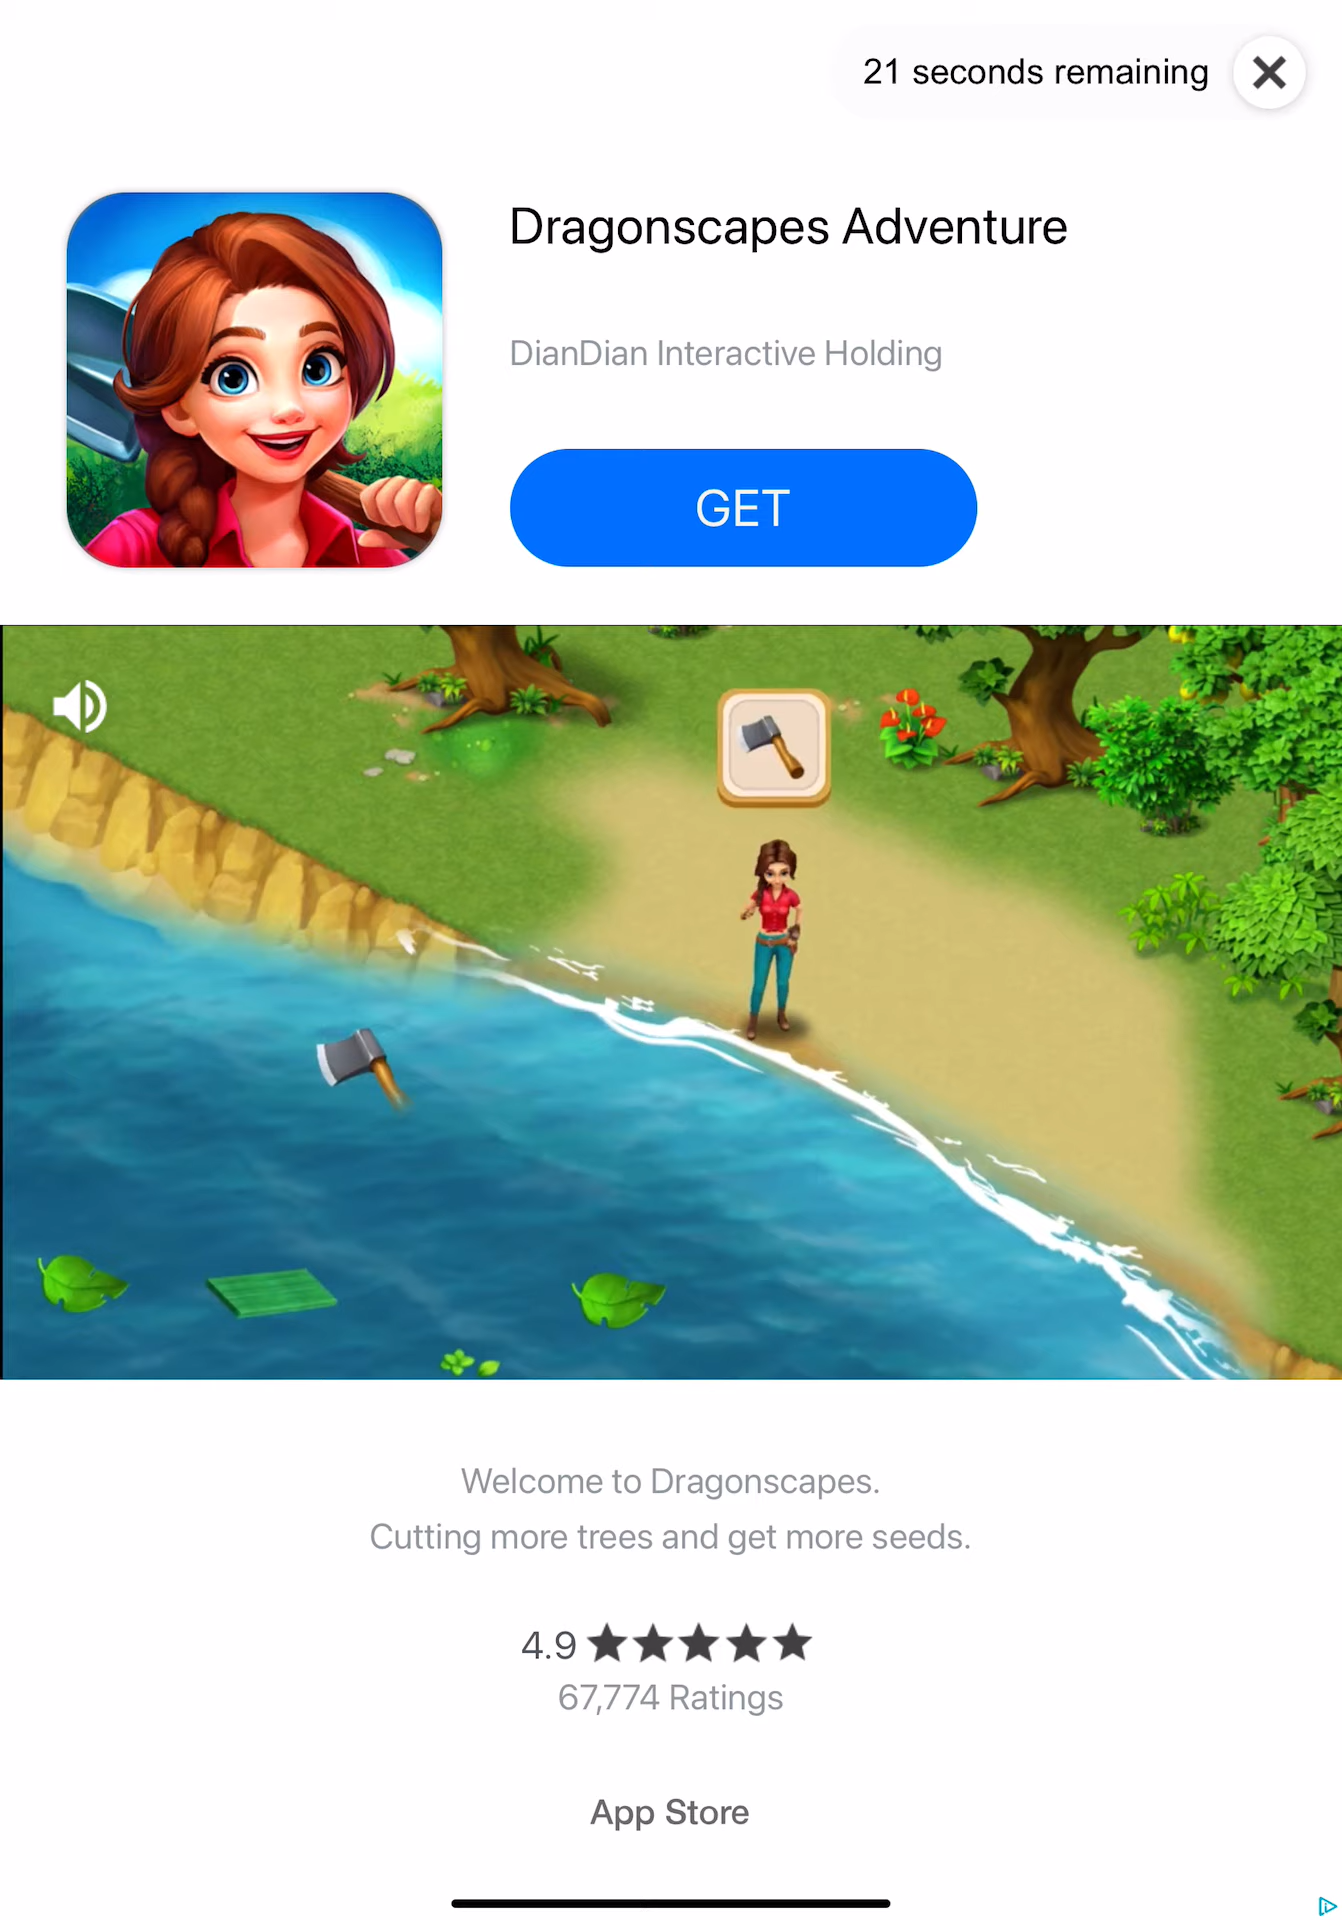 21 seconds remaining
Dragonscapes Adventure
DianDian Interactive Holding
GET
Welcome to Dragonscapes.
Cutting more trees and get more seeds.
4.9
67,774 Ratings
App Store